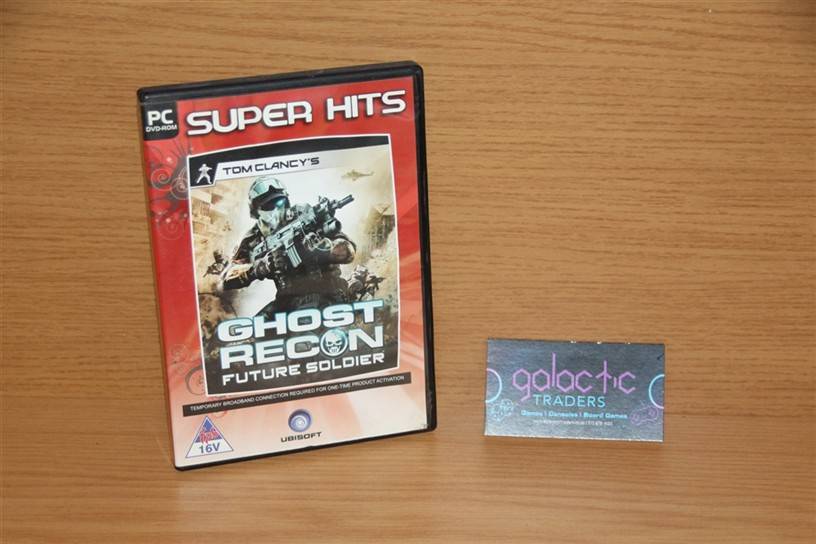 PC
DVD-ROM
SUPER HITS
TOM CLANCY'S
GHOST
RECON
FUTURE SOLDIER
TEMPORARY BROADBAND CONNECTION REQUIRED FOR ONE-TIME PRODUCT ACTIVATION
16V
UBISOFT
galactic
TRADERS
Games | Consoles | Board Games